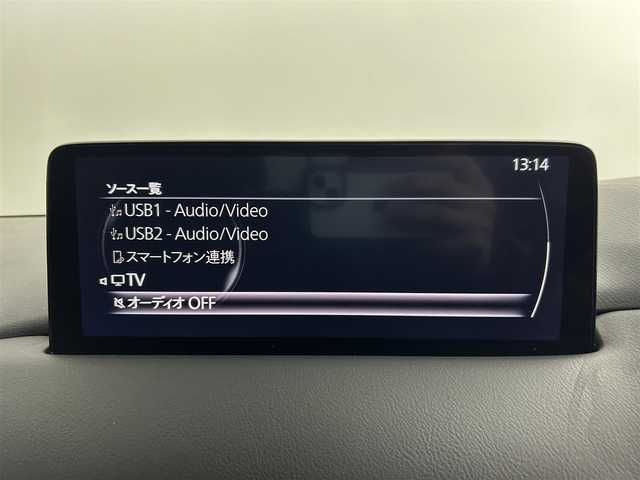 13:14
ソース一覧
USB1 - Audio/Video
USB2 - Audio/Video
スマートフォン連携
TV
オーディオ OFF